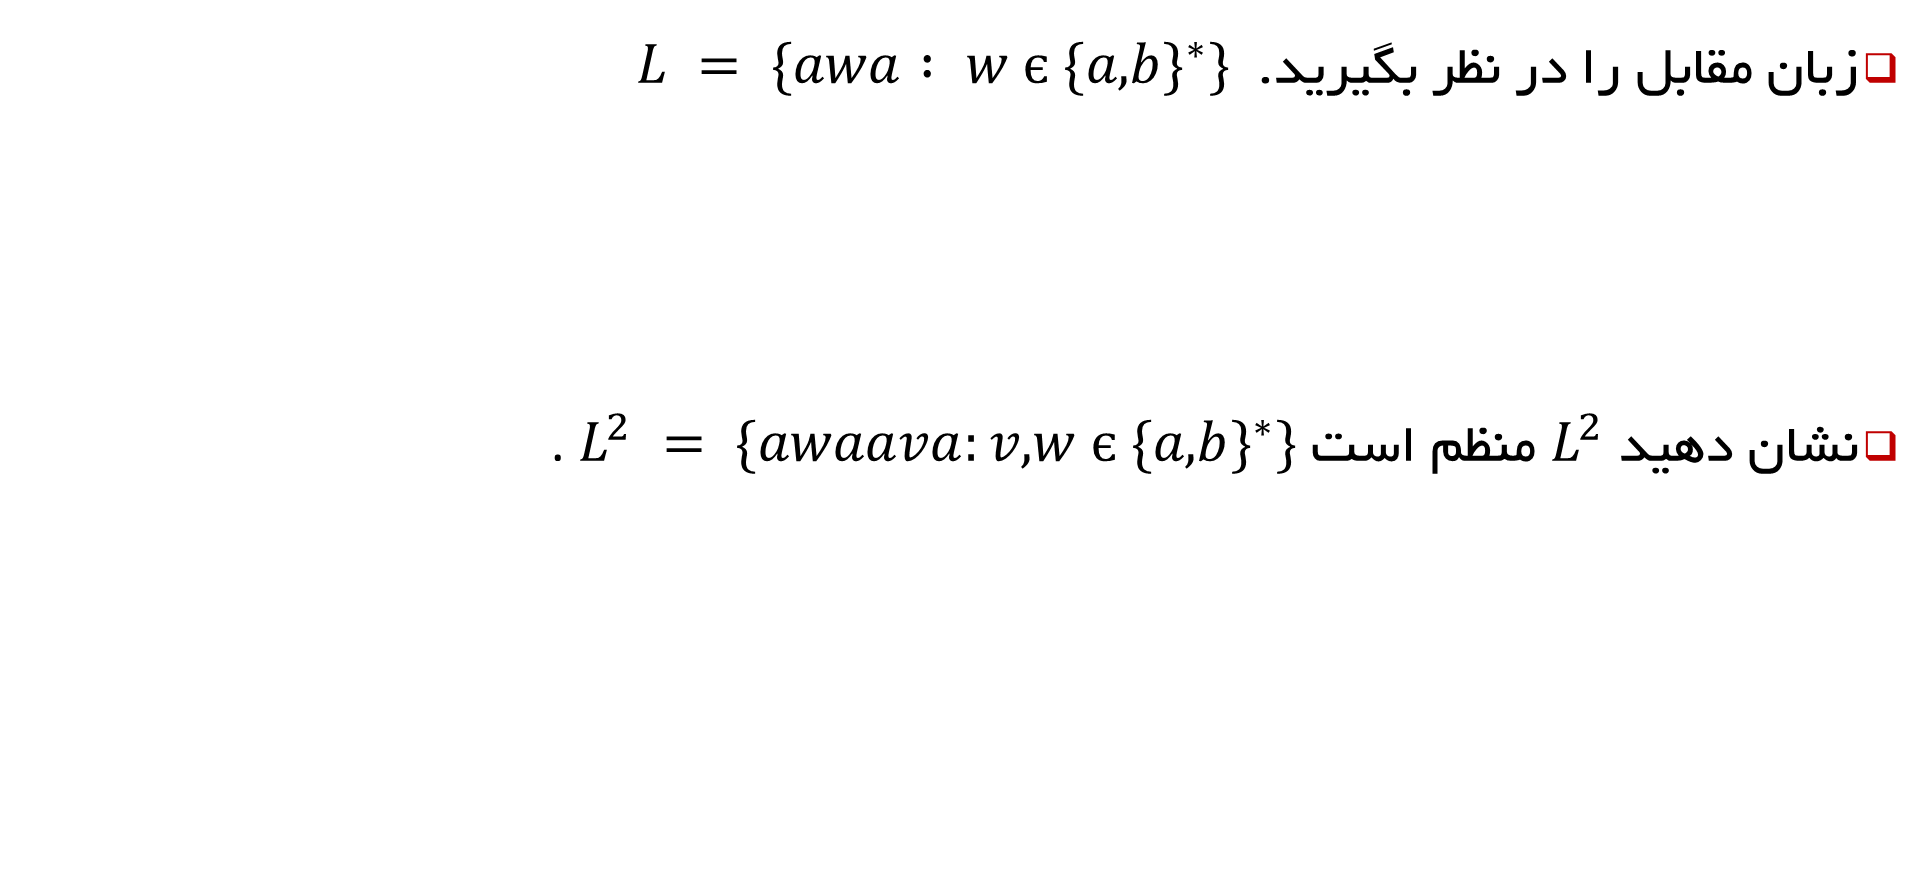 ❑زبان مقابل را در نظر بگیرید. L = {awa : w ϵ {a,b}*}
❑نشان دهید L² منظم است L² = {awaava: v,w ϵ {a,b}*} .